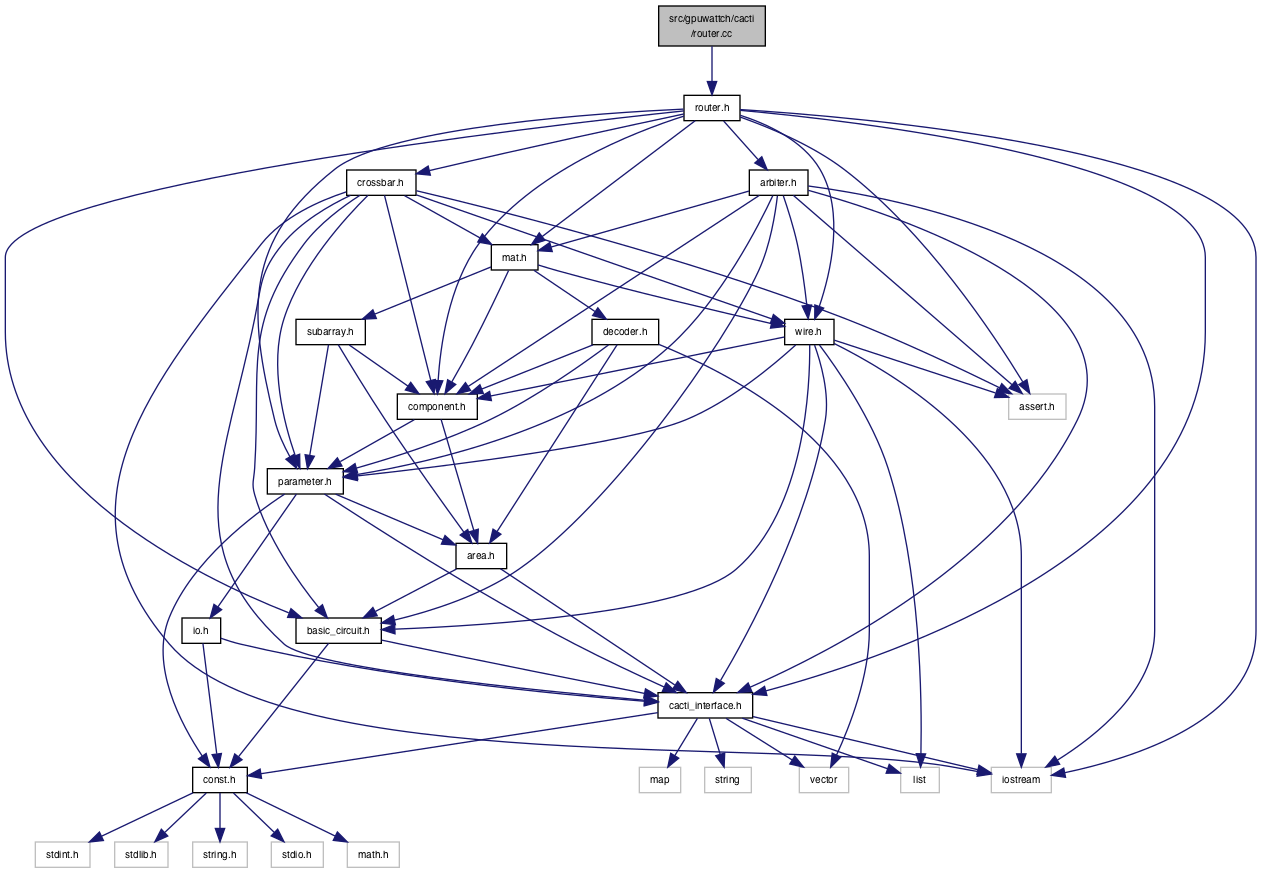 src/gpuwattch/cacti
/router.cc
router.h
crossbar.h
arbiter.h
mat.h
subarray.h
decoder.h
wire.h
component.h
assert.h
parameter.h
area.h
io.h
basic_circuit.h
cacti_interface.h
const.h
map
string
vector
list
iostream
stdint.h
stdlib.h
string.h
stdio.h
math.h